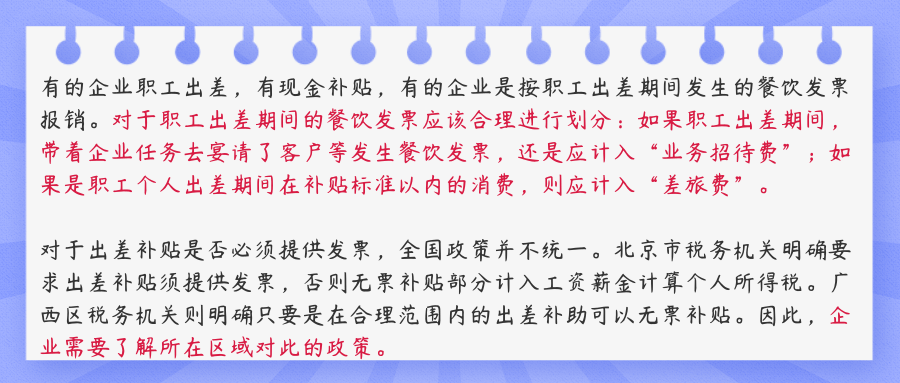 有的企业职工出差，有现金补贴，有的企业是按职工出差期间发生的餐饮发票
报销。对于职工出差期间的餐饮发票应该合理进行划分：如果职工出差期间，
带着企业任务去宴请了客户等发生餐饮发票，还是应计入“业务招待费”；如
果是职工个人出差期间在补贴标准以内的消费，则应计入“差旅费”。
对于出差补贴是否必须提供发票，全国政策并不统一。北京市税务机关明确要
求出差补贴须提供发票，否则无票补贴部分计入工资薪金计算个人所得税。广
西区税务机关则明确只要是在合理范围内的出差补助可以无票补贴。因此，企
业需要了解所在区域对此的政策。